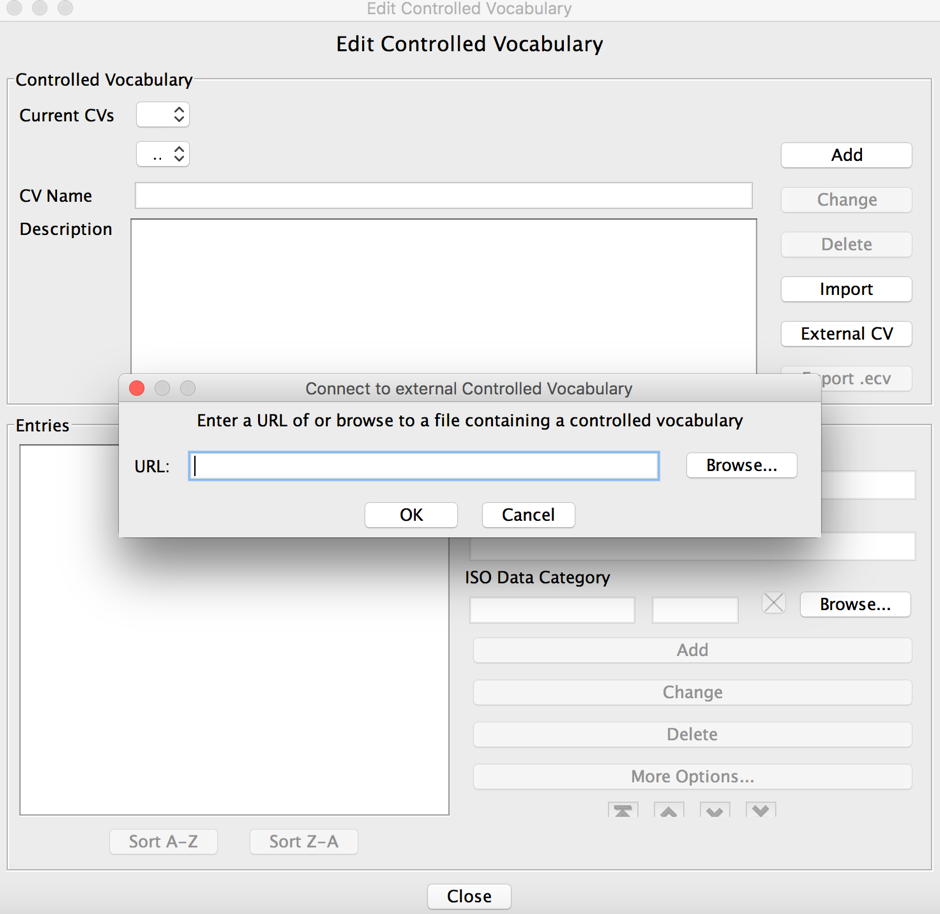 Edit Controlled Vocabulary
Edit Controlled Vocabulary
Controlled Vocabulary
Current CVs
..
Add
CV Name
Change
Description
Delete
Import
External CV
Export .ecv
Connect to external Controlled Vocabulary
Enter a URL of or browse to a file containing a controlled vocabulary
URL:
Browse...
OK Cancel
Entries
ISO Data Category
Browse...
Add
Change
Delete
More Options...
Sort A-Z Sort Z-A
Close